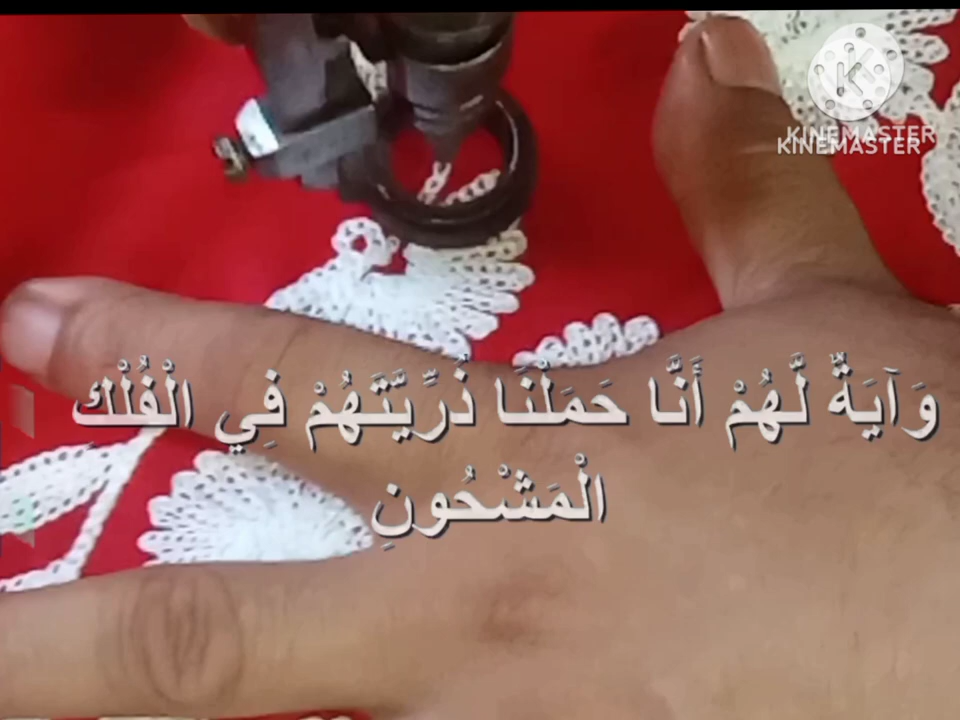 KINEMASTER
KINEMASTER
وَآيَةٌ لَّهُمْ أَنَّا حَمَلْنَا ذُرِّيَّتَهُمْ فِي الْفُلْكِ
الْمَشْحُونِ